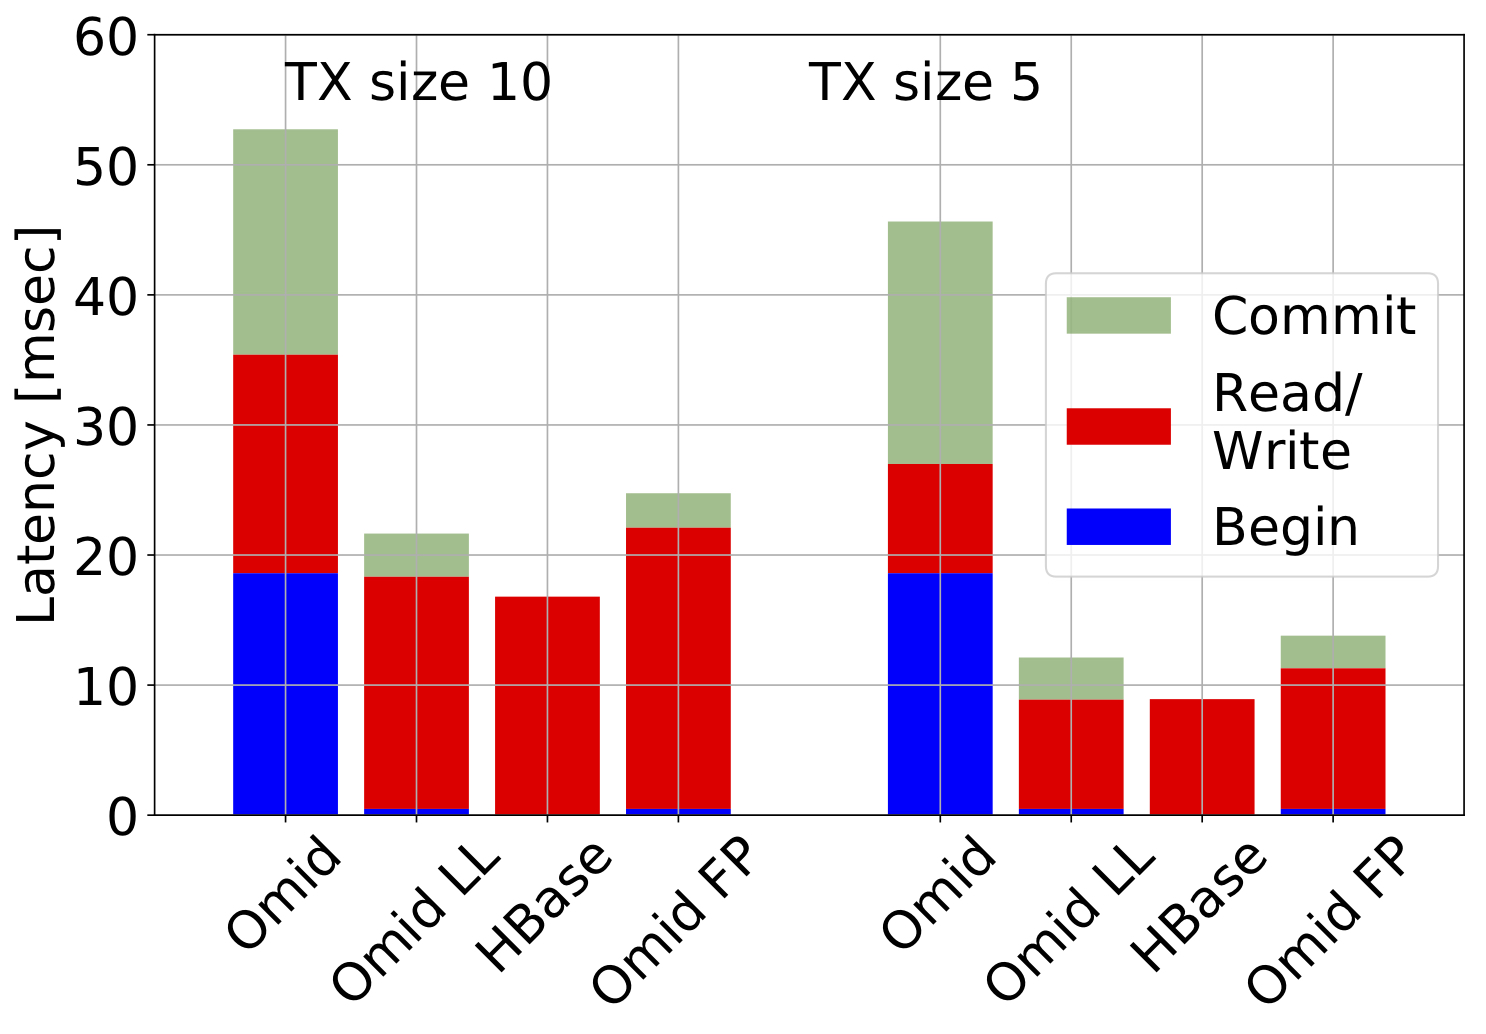 60
50
40
30
20
10
0
Latency [msec]
TX size 10
TX size 5
Commit
Read/
Write
Begin
Omid
Omid LL
HBase
Omid FP
Omid
Omid LL
HBase
Omid FP